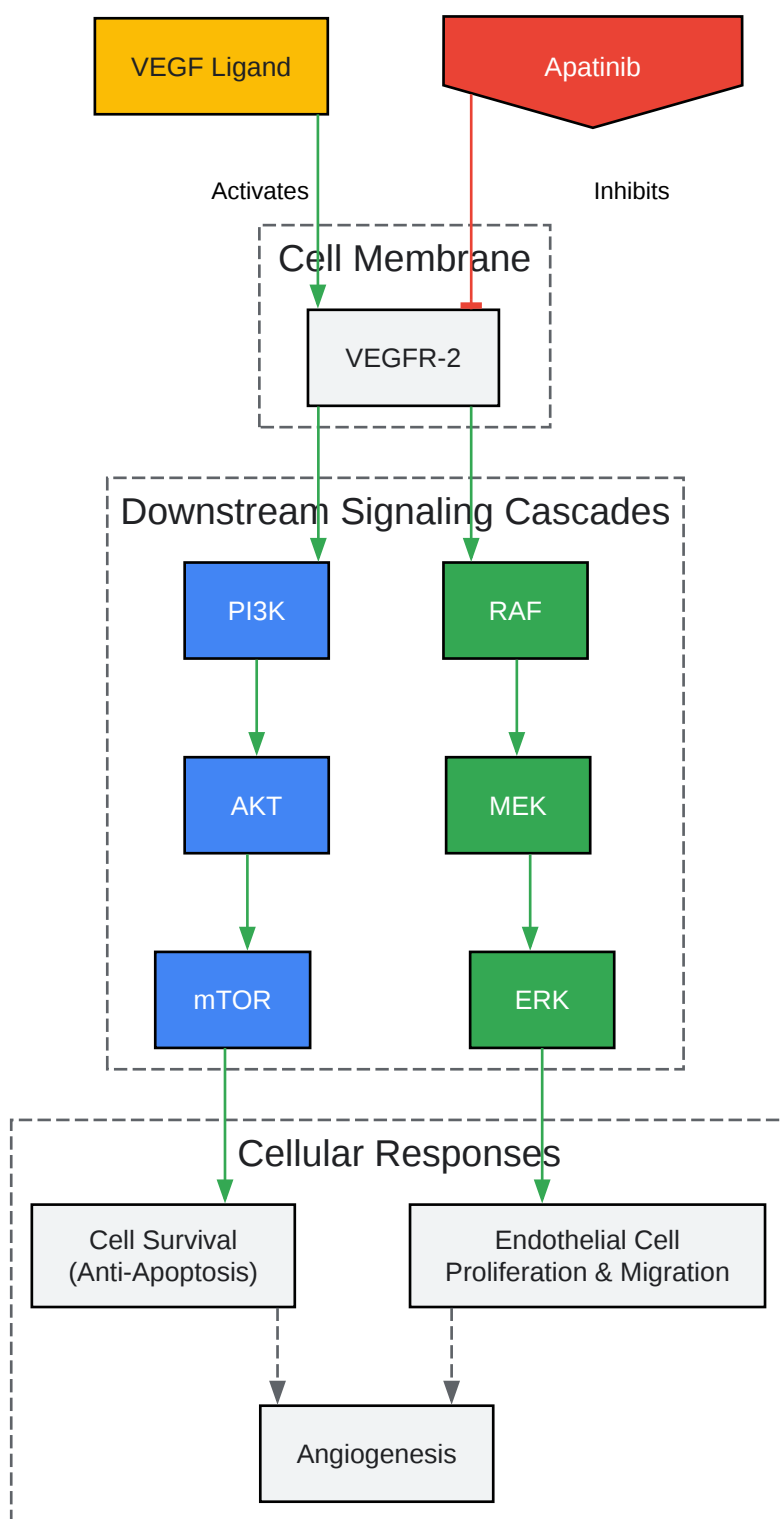 VEGF Ligand
Apatinib
Activates
Inhibits
Cell Membrane
VEGFR-2
Downstream Signaling Cascades
PI3K
RAF
AKT
MEK
mTOR
ERK
Cellular Responses
Cell Survival
(Anti-Apoptosis)
Endothelial Cell
Proliferation & Migration
Angiogenesis